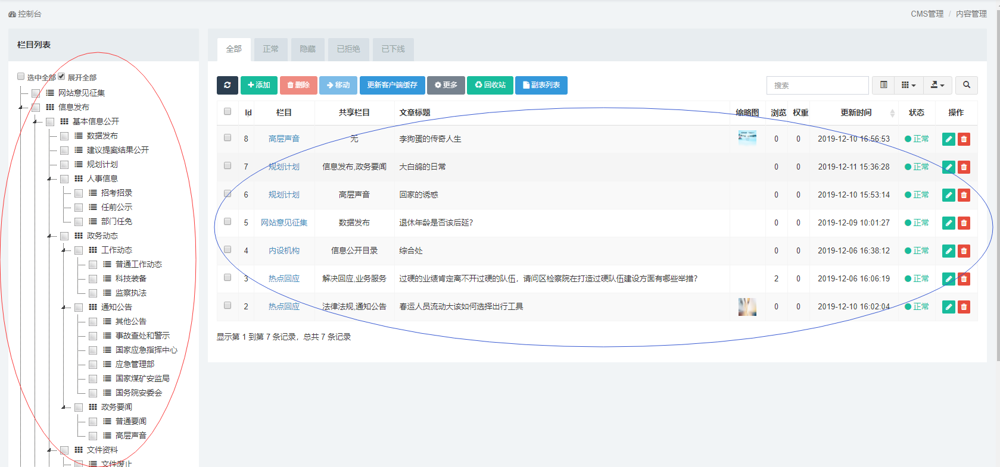 控制台
CMS管理 / 内容管理
栏目列表
选中全部 展开全部
网站意见征集
信息发布
基本信息公开
数据发布
建议提案结果公开
规划计划
人事信息
招考招录
任前公示
部门任免
政务动态
工作动态
普通工作动态
科技装备
监察执法
通知公告
其他公告
事故查处和警示
国家应急指挥中心
应急管理部
国家煤矿安监局
国务院安委会
政务要闻
普通要闻
高层声音
文件资料
文件废止
全部 正常 隐藏 已拒绝 已下线
添加 删除 移动 更新客户端缓存 更多 回收站 副表列表 搜索
Id 栏目 共享栏目 文章标题 缩略图 浏览 权重 更新时间 状态 操作
8 高层声音 无 李狗蛋的传奇人生 0 0 2019-12-10 16:56:53 正常
7 规划计划 信息发布,政务要闻 大白鸽的日常 0 0 2019-12-11 15:36:28 正常
6 规划计划 高层声音 回家的诱惑 0 0 2019-12-10 15:53:14 正常
5 网站意见征集 数据发布 退休年龄是否该后延? 0 0 2019-12-09 10:01:27 正常
4 内设机构 信息公开目录 综合处 0 0 2019-12-06 16:38:12 正常
3 热点回应 解决回应,业务服务 过硬的业绩肯定离不开过硬的队伍，请问区检察院在打造过硬队伍建设方面有哪些举措? 2 0 2019-12-06 16:06:19 正常
2 热点回应 法律法规,通知公告 春运人员流动大该如何选择出行工具 0 0 2019-12-10 16:02:04 正常
显示第 1 到第 7 条记录，总共 7 条记录